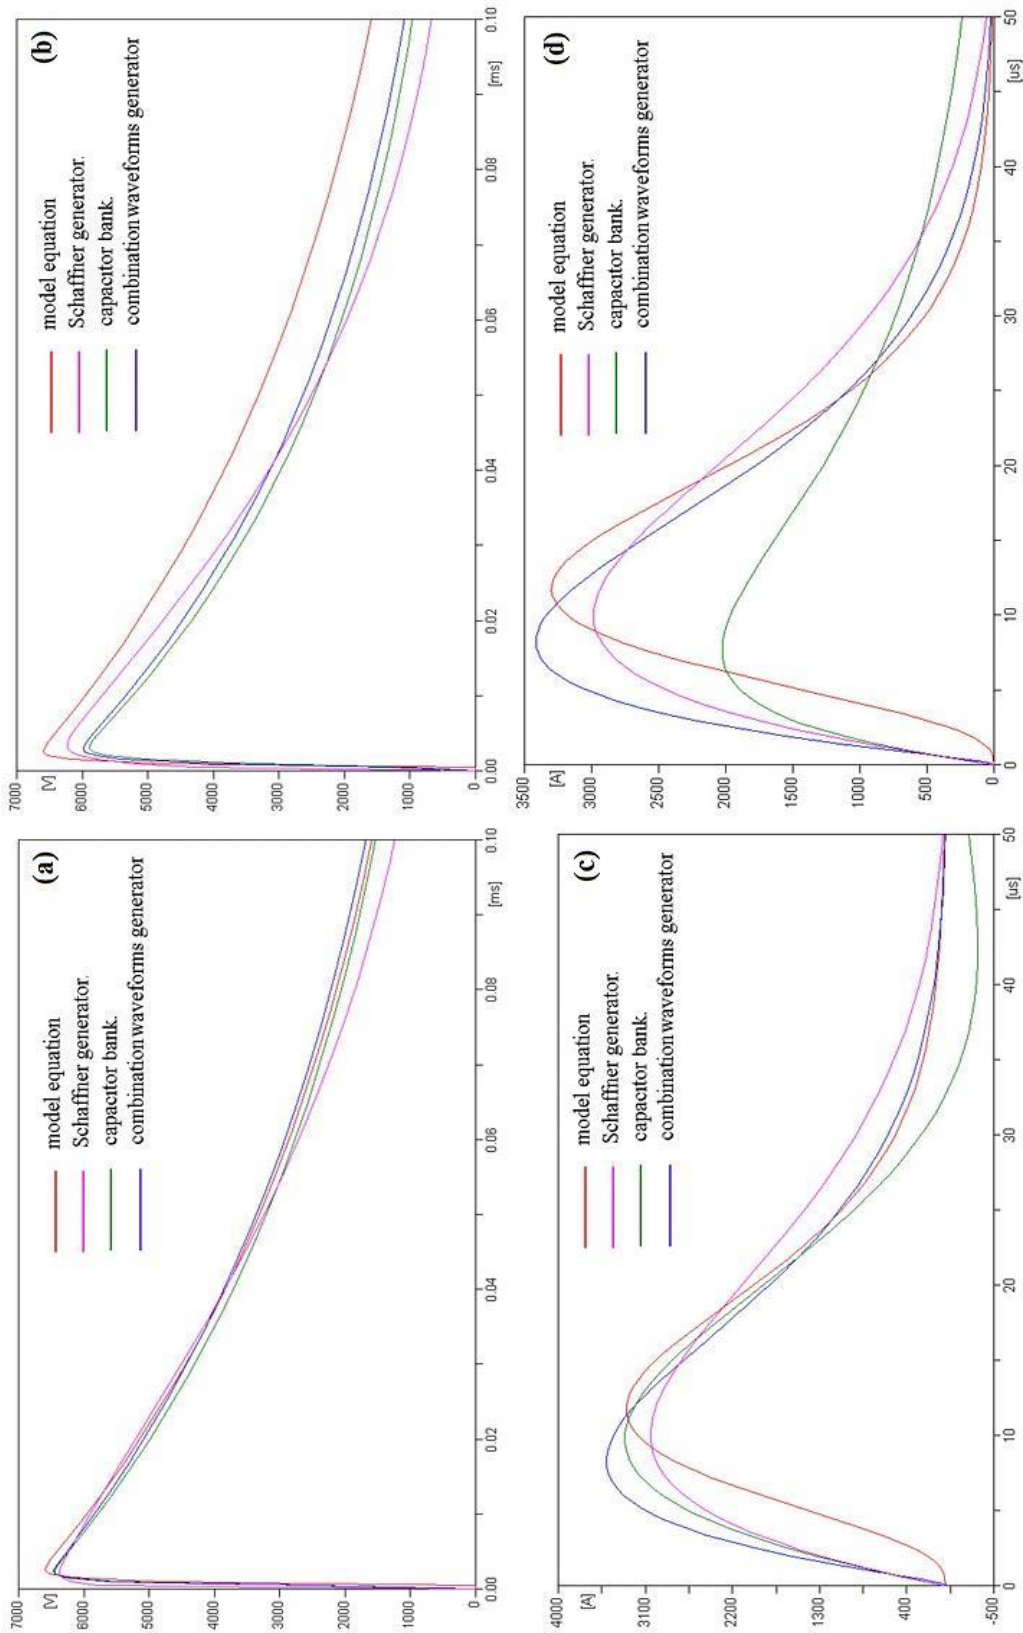 (a)
7000
[V]
6000
5000
4000
3000
2000
1000
0
0.00
0.02
0.04
0.06
0.08
[ms]
0.10
model equation
Schaffner generator.
capacitor bank.
combination waveforms generator
(b)
7000
[V]
6000
5000
4000
3000
2000
1000
0
0.00
0.02
0.04
0.06
0.08
[ms]
0.10
model equation
Schaffner generator.
capacitor bank.
combination waveforms generator
(c)
4000
[A]
3100
2200
1300
400
-500
0
10
20
30
40
[us]
50
model equation
Schaffner generator.
capacitor bank.
combination waveforms generator
(d)
3500
[A]
3000
2500
2000
1500
1000
500
0
0
10
20
30
40
[us]
50
model equation
Schaffner generator.
capacitor bank.
combination waveforms generator